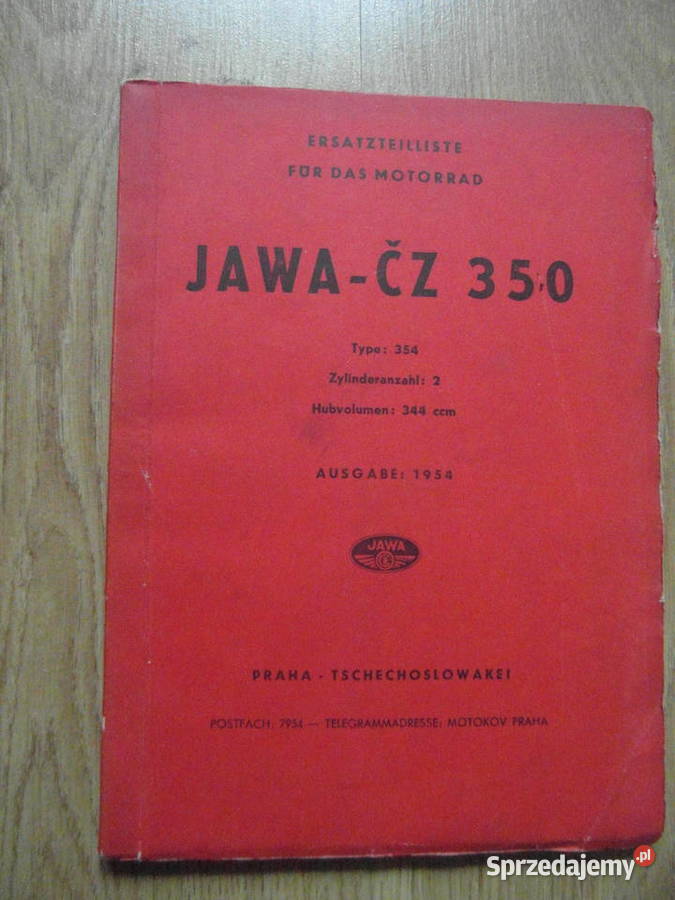 ERSATZTEILLISTE
FÜR DAS MOTORRAD
JAWA-ČZ 350
Type: 354
Zylinderanzahl: 2
Hubvolumen: 344 ccm
AUSGABE: 1954
JAWA
PRAHA - TSCHECHOSLOWAKEI
POSTFACH: 7954 — TELEGRAMMADRESSE: MOTOKOV PRAHA
Sprzedajemy.pl